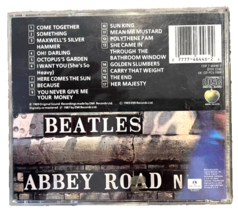 COME TOGETHER
SOMETHING
MAXWELL'S SILVER
HAMMER
OH! DARLING
OCTOPUS'S GARDEN
I WANT YOU (She's So
Heavy)
HERE COMES THE SUN
BECAUSE
YOU NEVER GIVE ME
YOUR MONEY
SUN KING
MEAN MR MUSTARD
POLYTHENE PAM
SHE CAME IN
THROUGH THE
BATHROOM WINDOW
GOLDEN SLUMBERS
CARRY THAT WEIGHT
THE END
HER MAJESTY
BEATLES
ABBEY ROAD N